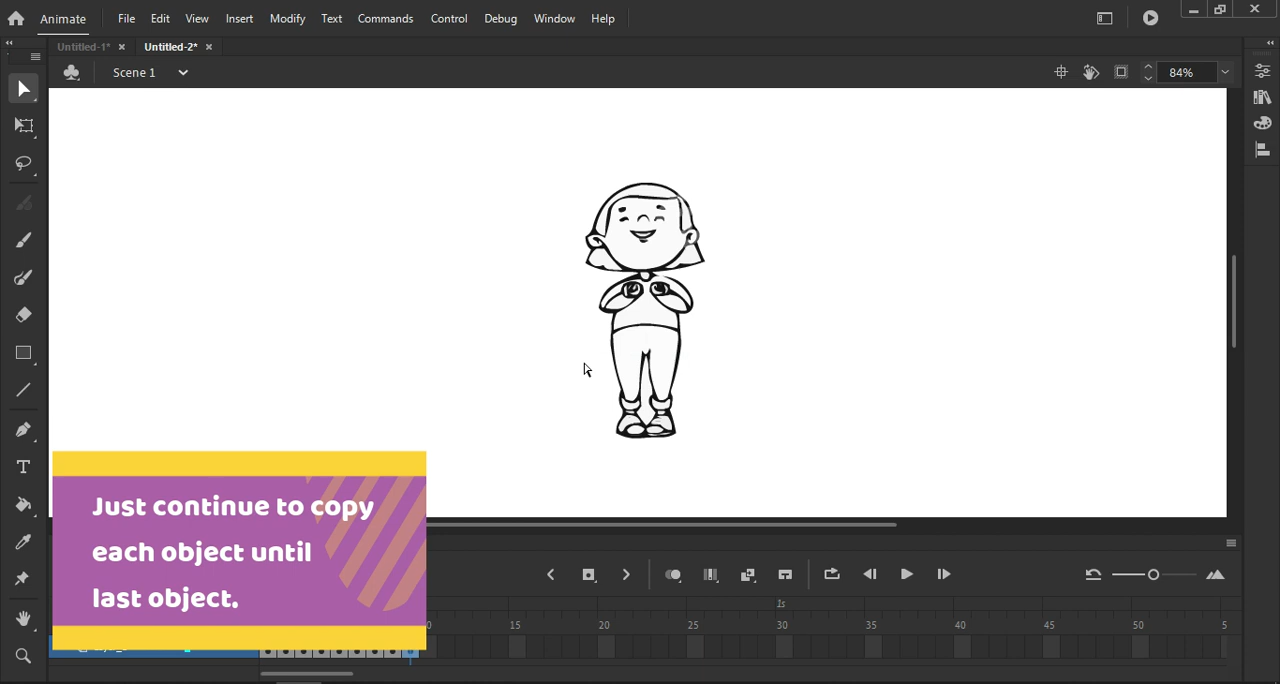 Animate File Edit View Insert Modify Text Commands Control Debug Window Help
Untitled-1* × Untitled-2* ×
Scene 1 84%
Just continue to copy
each object until
last object.
1s
15 20 25 30 35 40 45 50 5